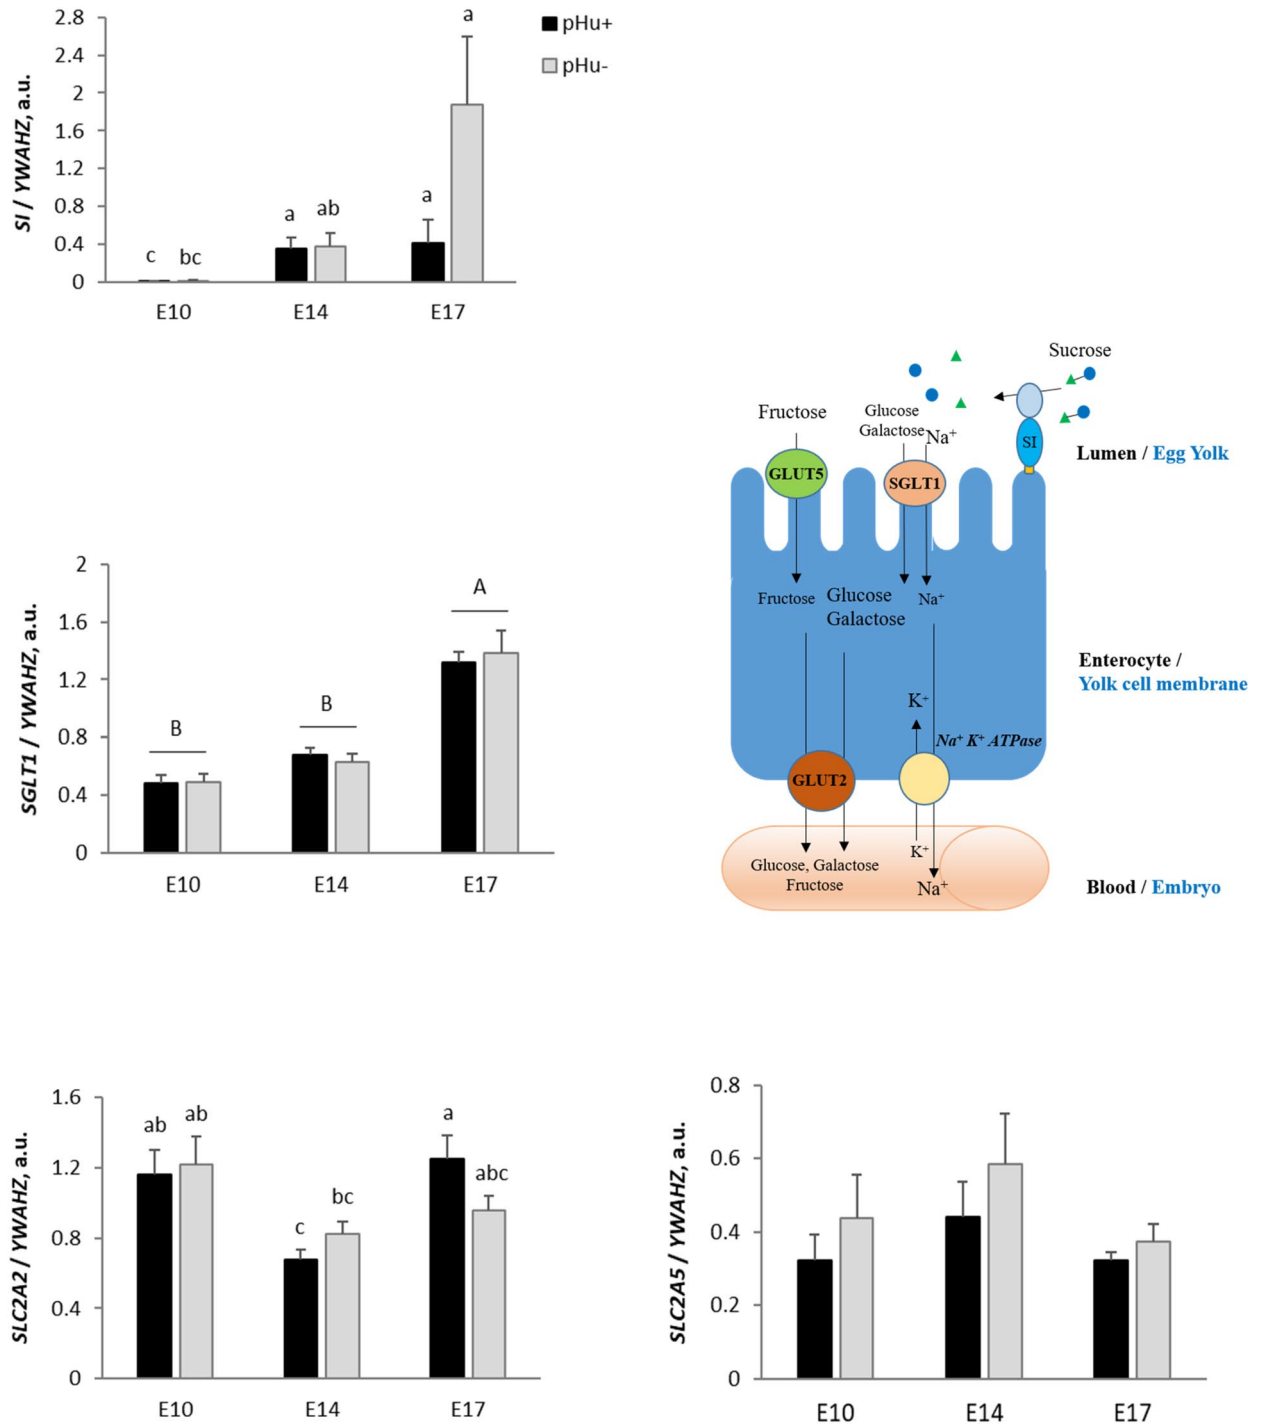 2.8
2.4
2
1.6
1.2
0.8
0.4
0
SI / YWAHZ, a.u.
c
bc
a
ab
a
a
E10
E14
E17
pHu+
pHu-
Sucrose
Fructose
Glucose
Galactose
Na⁺
GLUT5
SGLT1
SI
Lumen / Egg Yolk
Fructose
Glucose
Galactose
Na⁺
Enterocyte /
Yolk cell membrane
K⁺
Na⁺ K⁺ ATPase
GLUT2
K⁺
Glucose, Galactose
Fructose
Na⁺
Blood / Embryo
2
1.6
1.2
0.8
0.4
0
SGLT1 / YWAHZ, a.u.
B
B
A
E10
E14
E17
1.6
1.2
0.8
0.4
0
SLC2A2 / YWAHZ, a.u.
ab
ab
c
bc
a
abc
E10
E14
E17
0.8
0.6
0.4
0.2
0
SLC2A5 / YWAHZ, a.u.
E10
E14
E17